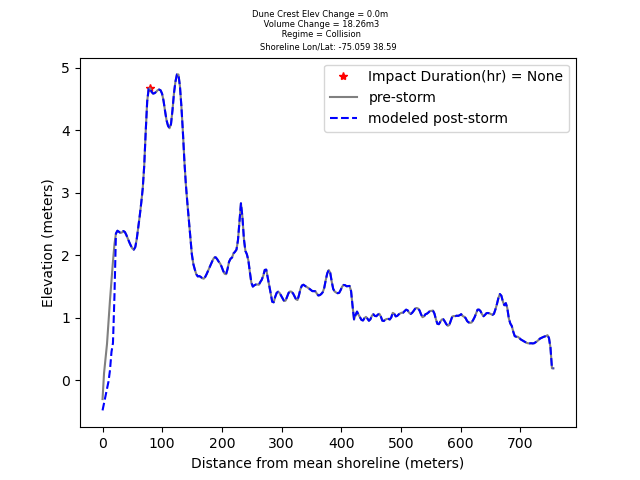 Dune Crest Elev Change = 0.0m
Volume Change = 18.26m3
Regime = Collision
Shoreline Lon/Lat: -75.059 38.59
Impact Duration(hr) = None
pre-storm
modeled post-storm
Elevation (meters)
5
4
3
2
1
0
0 100 200 300 400 500 600 700
Distance from mean shoreline (meters)